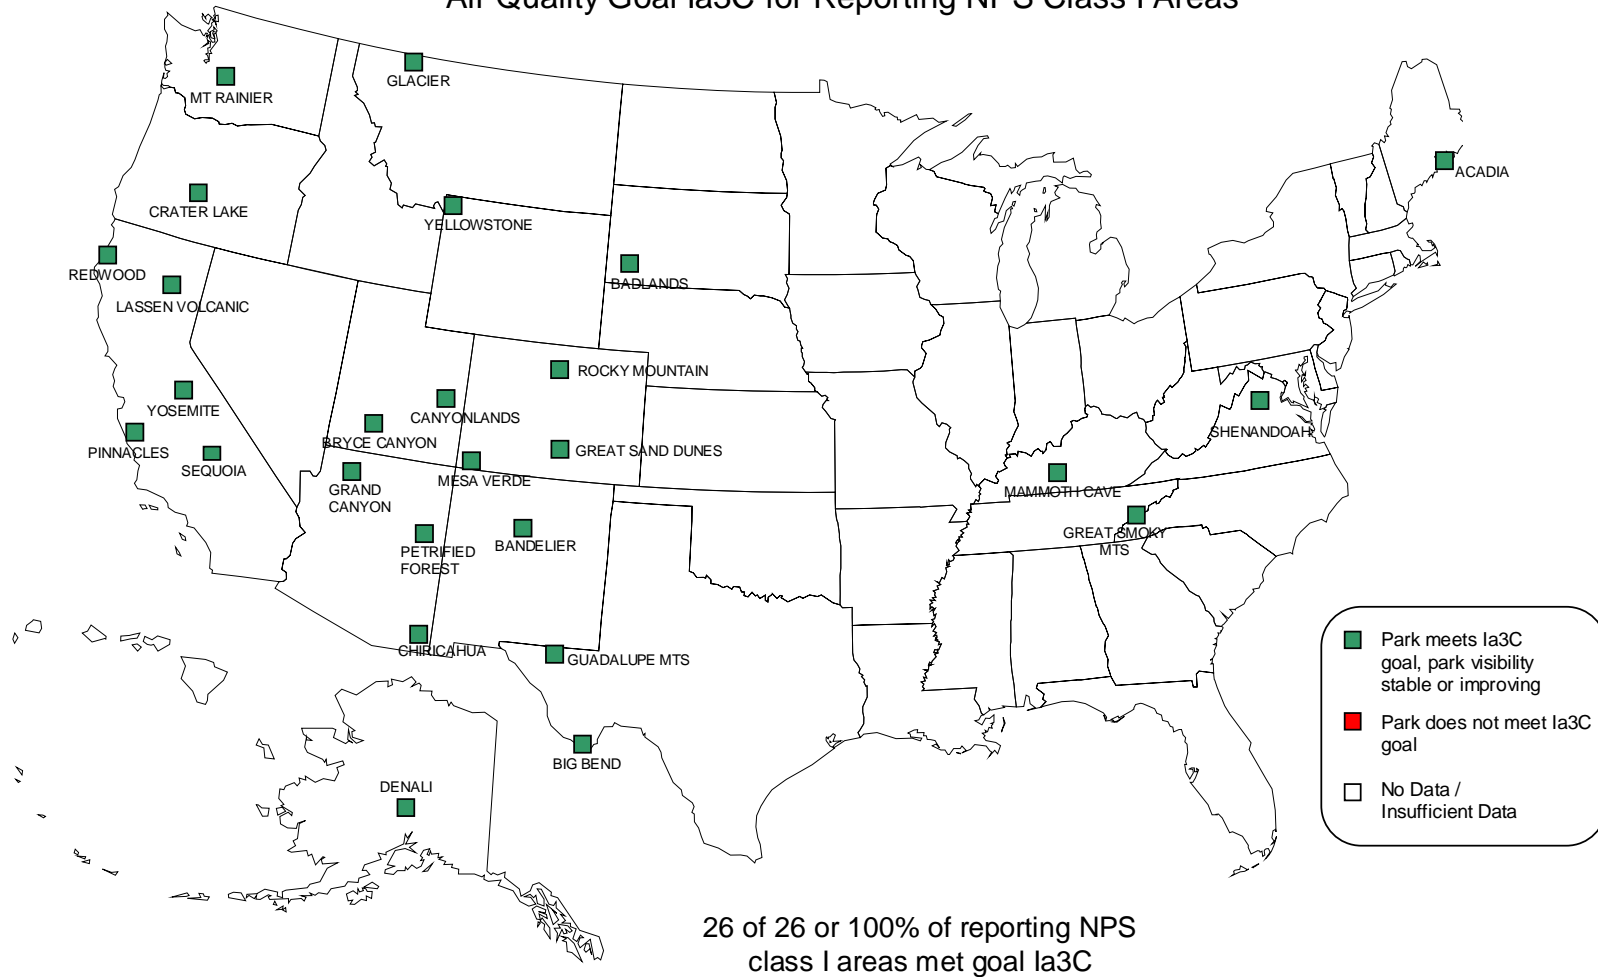 Air Quality Goal Ia3C for Reporting NPS Class I Areas
GLACIER
MT RAINIER
ACADIA
CRATER LAKE
YELLOWSTONE
REDWOOD
BADLANDS
LASSEN VOLCANIC
ROCKY MOUNTAIN
YOSEMITE
CANYONLANDS
BRYCE CANYON
SHENANDOAH
PINNACLES
GREAT SAND DUNES
SEQUOIA
MESA VERDE
GRAND
CANYON
MAMMOTH CAVE
GREAT SMOKY
MTS
BANDELIER
PETRIFIED
FOREST
CHIRICAHUA
GUADALUPE MTS
BIG BEND
DENALI
Park meets Ia3C
goal, park visibility
stable or improving
Park does not meet Ia3C
goal
No Data /
Insufficient Data
26 of 26 or 100% of reporting NPS
class I areas met goal Ia3C